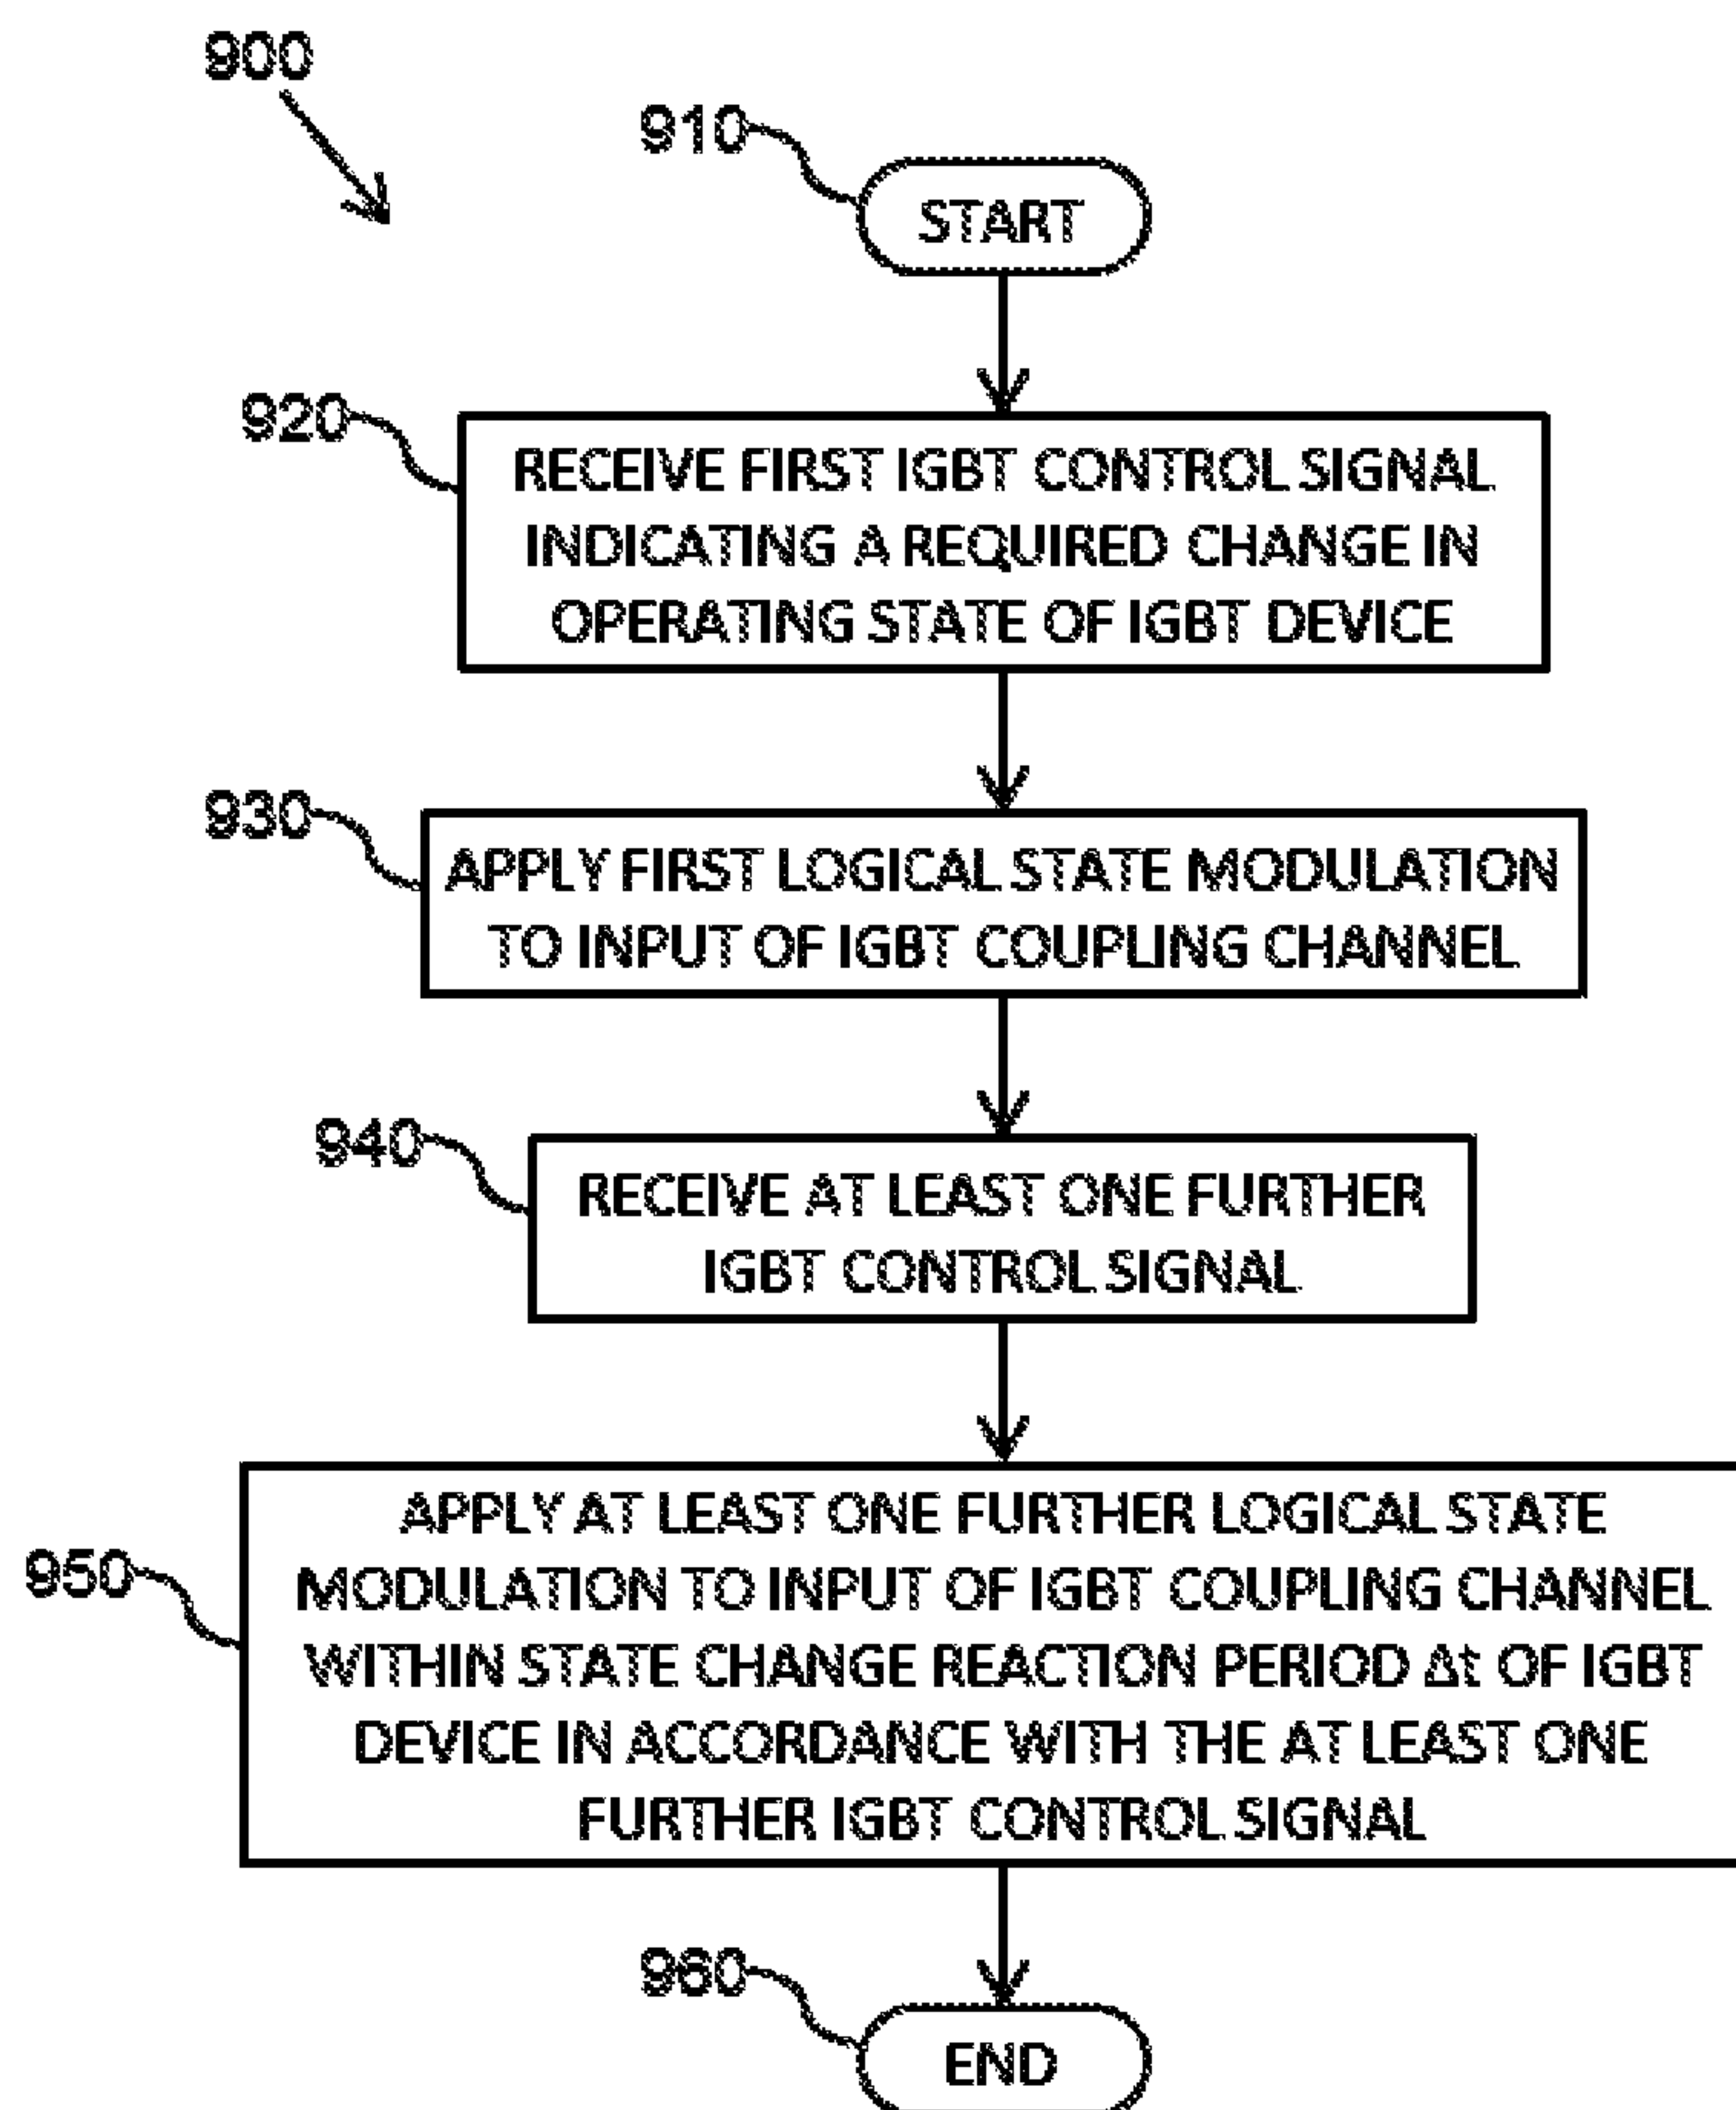 900
910
START
920
RECEIVE FIRST IGBT CONTROL SIGNAL
INDICATING A REQUIRED CHANGE IN
OPERATING STATE OF IGBT DEVICE
930
APPLY FIRST LOGICAL STATE MODULATION
TO INPUT OF IGBT COUPLING CHANNEL
940
RECEIVE AT LEAST ONE FURTHER
IGBT CONTROL SIGNAL
950
APPLY AT LEAST ONE FURTHER LOGICAL STATE
MODULATION TO INPUT OF IGBT COUPLING CHANNEL
WITHIN STATE CHANGE REACTION PERIOD Δt OF IGBT
DEVICE IN ACCORDANCE WITH THE AT LEAST ONE
FURTHER IGBT CONTROL SIGNAL
960
END